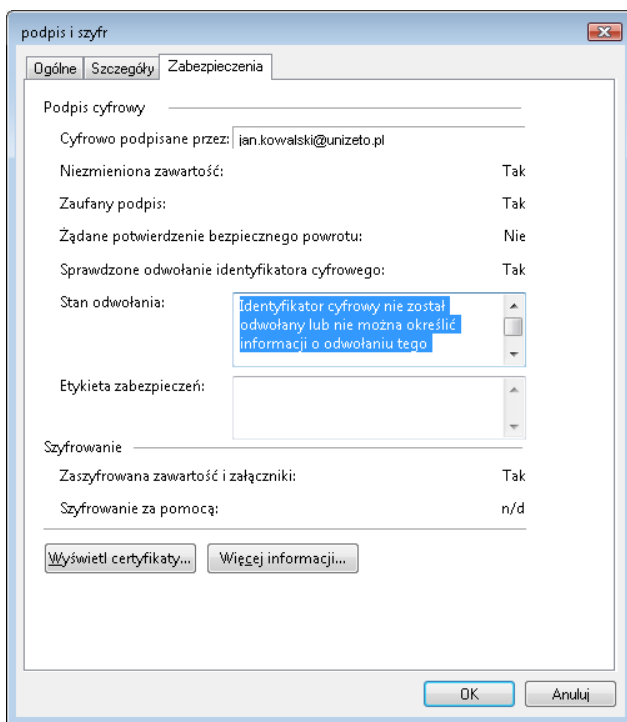 podpis i szyfr
Ogólne Szczegóły Zabezpieczenia
Podpis cyfrowy
Cyfrowo podpisane przez: jan.kowalski@unizeto.pl
Niezmieniona zawartość: Tak
Zaufany podpis: Tak
Żądane potwierdzenie bezpiecznego powrotu: Nie
Sprawdzone odwołanie identyfikatora cyfrowego: Tak
Stan odwołania: Identyfikator cyfrowy nie został
odwołany lub nie można określić
informacji o odwołaniu tego
Etykieta zabezpieczeń:
Szyfrowanie
Zaszyfrowana zawartość i załączniki: Tak
Szyfrowanie za pomocą: n/d
Wyświetl certyfikaty... Więcej informacji...
OK Anuluj